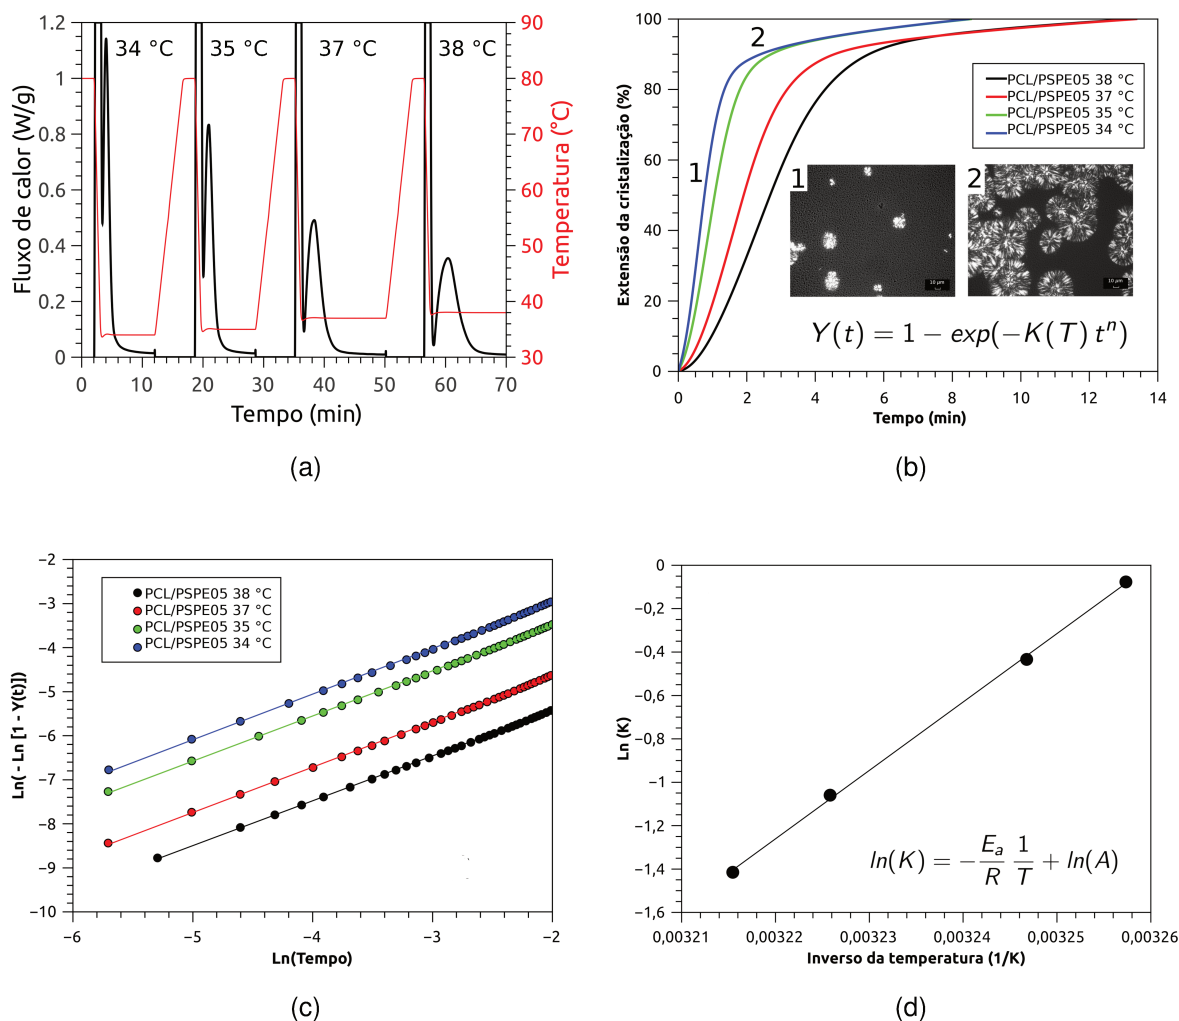 1.2
1
0.8
0.6
0.4
0.2
0
90
80
70
60
50
40
30
34 °C
35 °C
37 °C
38 °C
0 10 20 30 40 50 60 70
Fluxo de calor (W/g)
Temperatura (°C)
Tempo (min)
(a)
100
80
60
40
20
0
Extensão da cristalização (%)
1
2
PCL/PSPE05 38 °C
PCL/PSPE05 37 °C
PCL/PSPE05 35 °C
PCL/PSPE05 34 °C
1
10 µm
2
10 µm
Y(t) = 1 − exp(−K(T) tⁿ)
0 2 4 6 8 10 12 14
Tempo (min)
(b)
−2
−3
−4
−5
−6
−7
−8
−9
−10
Ln( - Ln [1 - Y(t)])
PCL/PSPE05 38 °C
PCL/PSPE05 37 °C
PCL/PSPE05 35 °C
PCL/PSPE05 34 °C
−6 −5 −4 −3 −2
Ln(Tempo)
(c)
0
−0,2
−0,4
−0,6
−0,8
−1
−1,2
−1,4
−1,6
Ln (K)
ln(K) = −Eₐ/R 1/T + ln(A)
0,00321 0,00322 0,00323 0,00324 0,00325 0,00326
Inverso da temperatura (1/K)
(d)